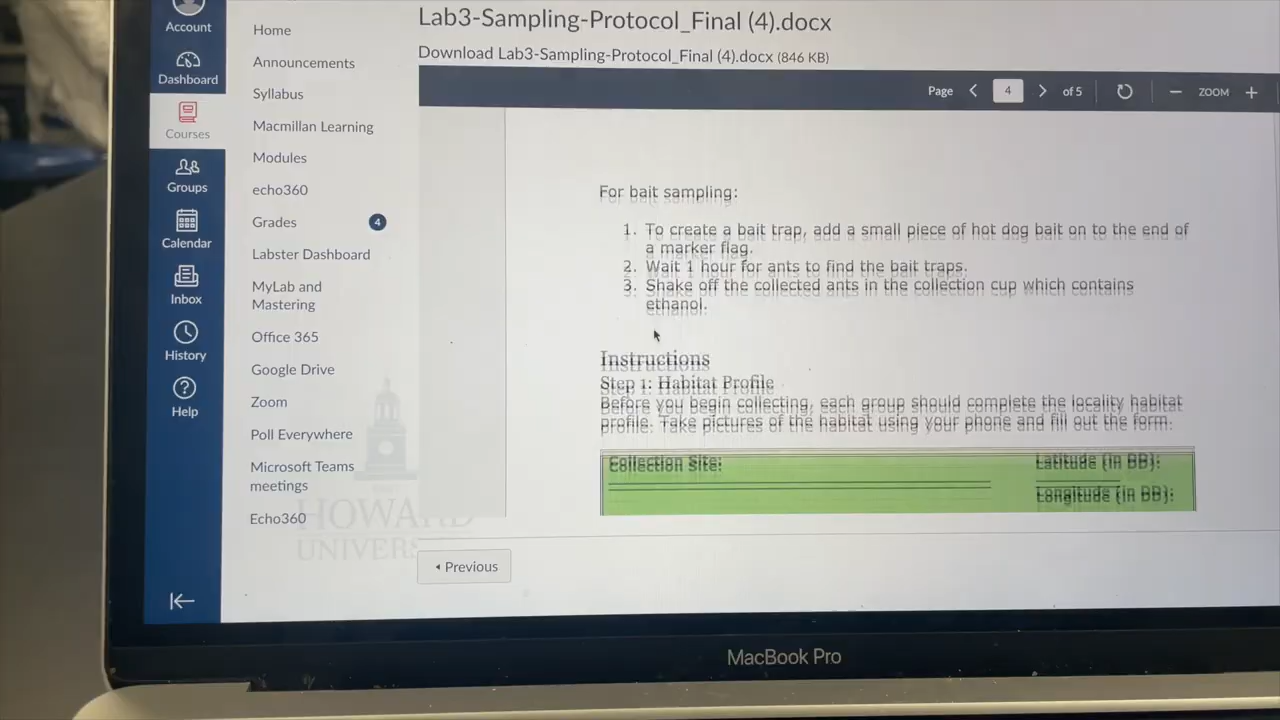 Lab3-Sampling-Protocol_Final (4).docx
Download Lab3-Sampling-Protocol_Final (4).docx (846 KB)
Page 4 of 5 ZOOM
Account
Dashboard
Courses
Groups
Calendar
Inbox
History
Help
Home
Announcements
Syllabus
Macmillan Learning
Modules
echo360
Grades 4
Labster Dashboard
MyLab and
Mastering
Office 365
Google Drive
Zoom
Poll Everywhere
Microsoft Teams
meetings
Echo360
HOWARD
UNIVERS
For bait sampling:
1. To create a bait trap, add a small piece of hot dog bait on to the end of
a marker flag.
2. Wait 1 hour for ants to find the bait traps.
3. Shake off the collected ants in the collection cup which contains
ethanol.
Instructions
Step 1: Habitat Profile
Before you begin collecting, each group should complete the locality habitat
profile. Take pictures of the habitat using your phone and fill out the form.
Collection Site:
Latitude (in DD):
Longitude (in DD):
Previous
MacBook Pro